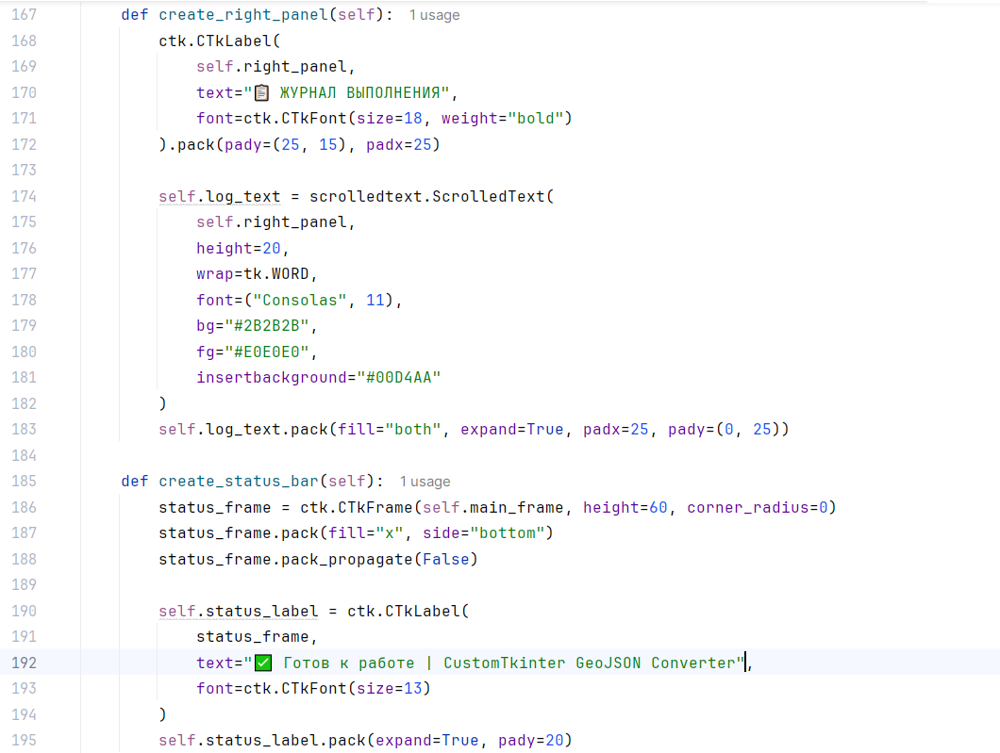 167 def create_right_panel(self): 1 usage
168 ctk.CTkLabel(
169 self.right_panel,
170 text="📋 ЖУРНАЛ ВЫПОЛНЕНИЯ",
171 font=ctk.CTkFont(size=18, weight="bold")
172 ).pack(pady=(25, 15), padx=25)
173
174 self.log_text = scrolledtext.ScrolledText(
175 self.right_panel,
176 height=20,
177 wrap=tk.WORD,
178 font=("Consolas", 11),
179 bg="#2B2B2B",
180 fg="#E0E0E0",
181 insertbackground="#00D4AA"
182 )
183 self.log_text.pack(fill="both", expand=True, padx=25, pady=(0, 25))
184
185 def create_status_bar(self): 1 usage
186 status_frame = ctk.CTkFrame(self.main_frame, height=60, corner_radius=0)
187 status_frame.pack(fill="x", side="bottom")
188 status_frame.pack_propagate(False)
189
190 self.status_label = ctk.CTkLabel(
191 status_frame,
192 text="✅ Готов к работе | CustomTkinter GeoJSON Converter",
193 font=ctk.CTkFont(size=13)
194 )
195 self.status_label.pack(expand=True, pady=20)